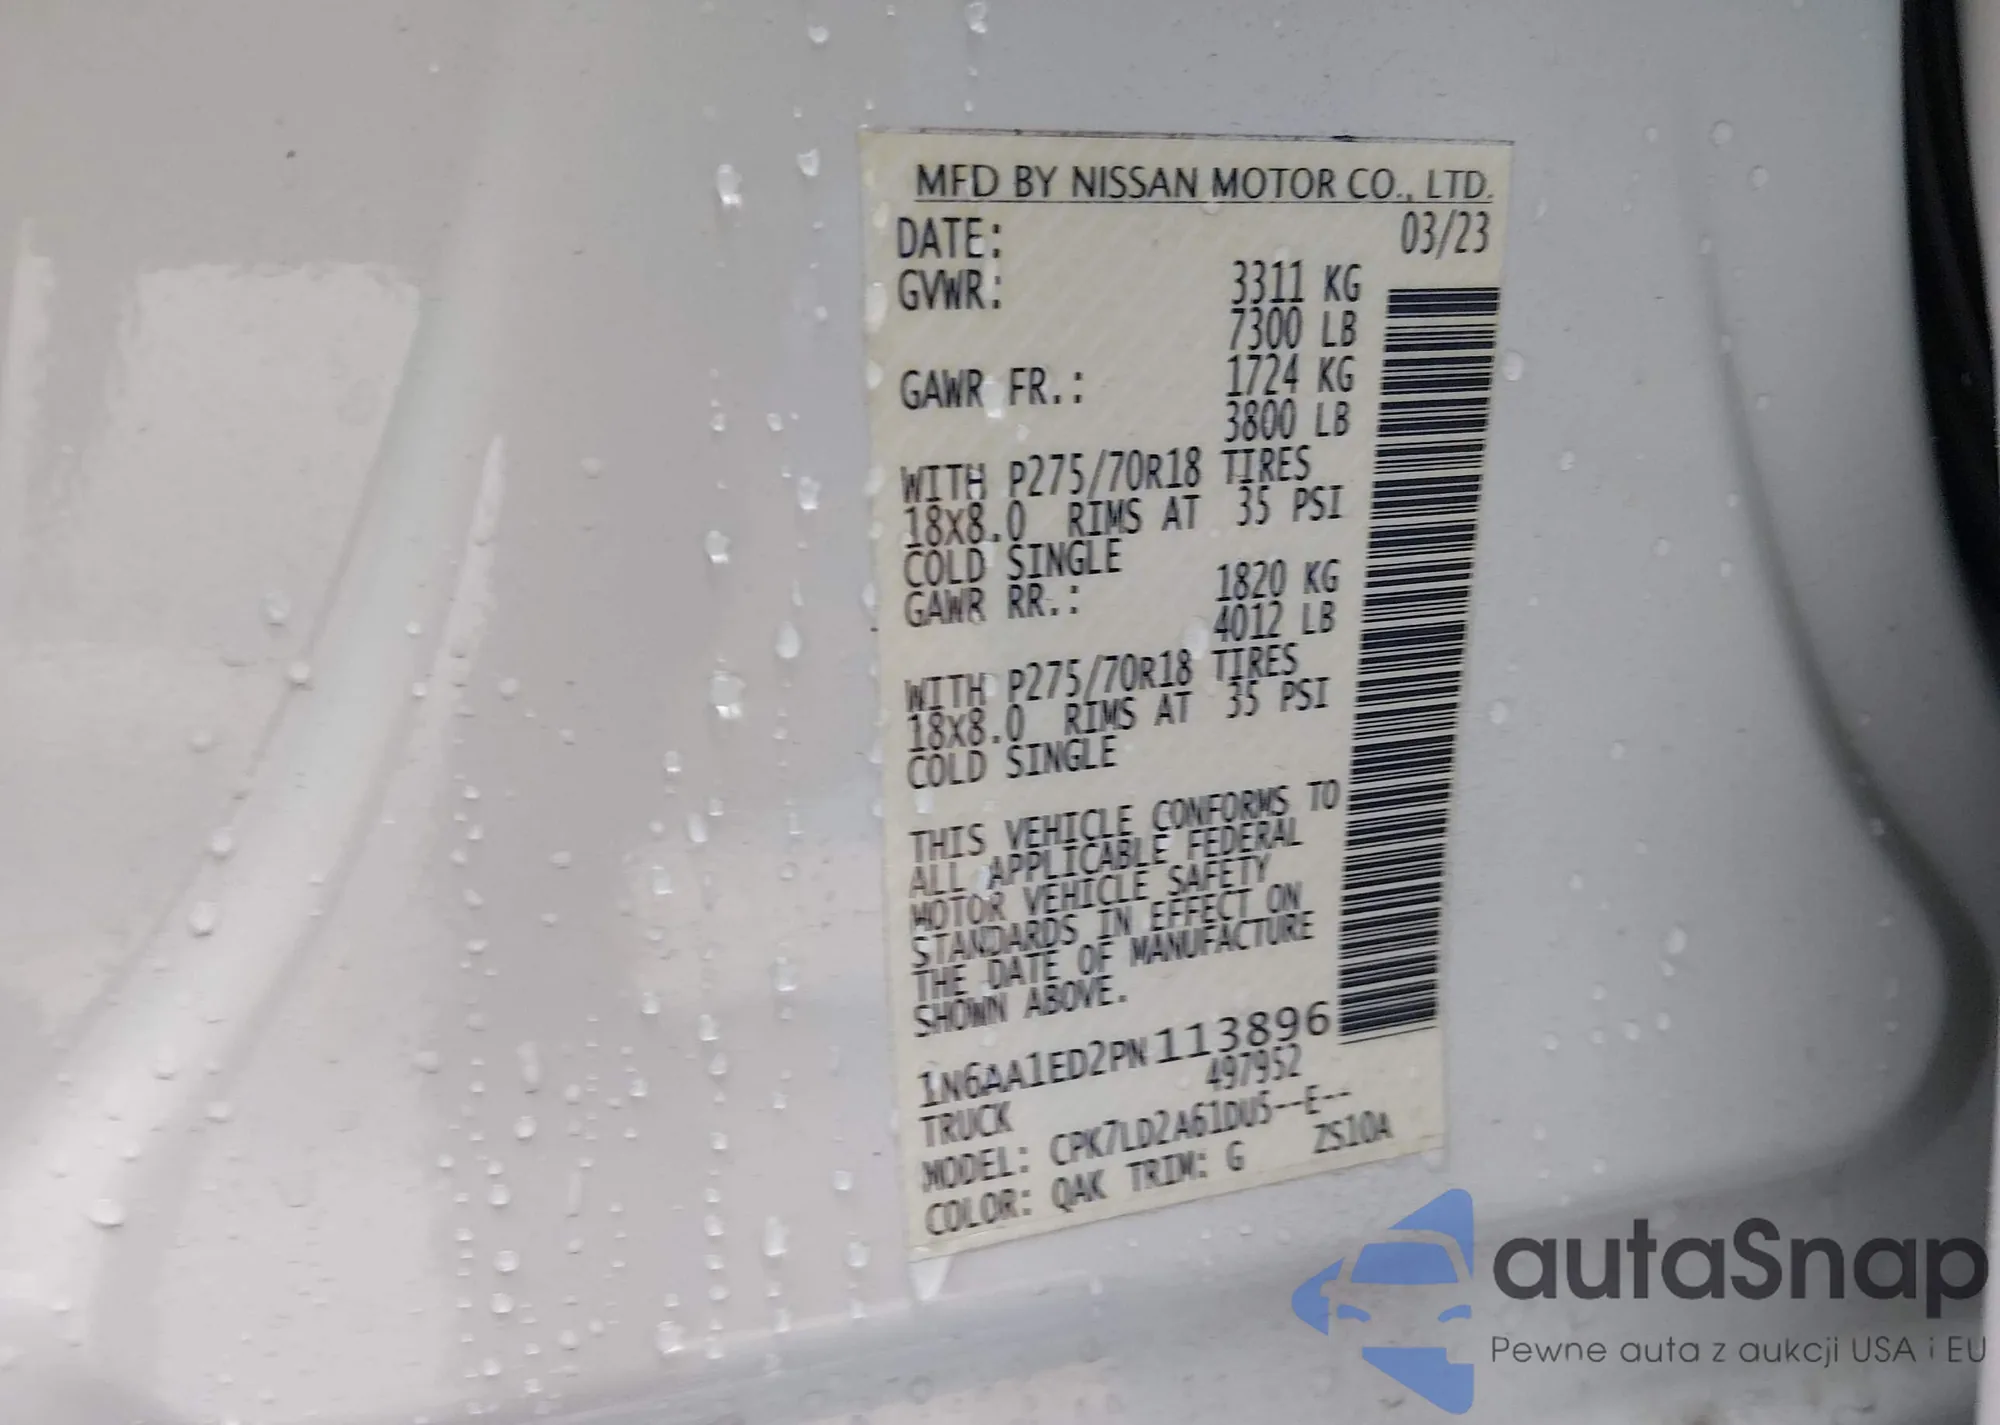 MFD BY NISSAN MOTOR CO., LTD.
DATE: 03/23
GVWR: 3311 KG
7300 LB
GAWR FR.: 1724 KG
3800 LB
WITH P275/70R18 TIRES
18X8.0 RIMS AT 35 PSI
COLD SINGLE
GAWR RR.: 1820 KG
4012 LB
WITH P275/70R18 TIRES
18X8.0 RIMS AT 35 PSI
COLD SINGLE
THIS VEHICLE CONFORMS TO
ALL APPLICABLE FEDERAL
MOTOR VEHICLE SAFETY
STANDARDS IN EFFECT ON
THE DATE OF MANUFACTURE
SHOWN ABOVE.
1N6AA1ED2PN113896
497952
TRUCK
MODEL: CPK7LD2A61DU5--E--
COLOR: QAK TRIM: G ZS10A
autaSnap
Pewne auta z aukcji USA i EU